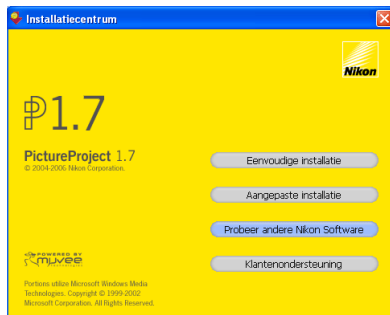 Installatiecentrum
Nikon
P1.7
PictureProject 1.7
© 2004-2006 Nikon Corporation.
Eenvoudige installatie
Aangepaste installatie
Probeer andere Nikon Software
Klantenondersteuning
POWERED BY
muvee
Portions utilize Microsoft Windows Media
Technologies. Copyright © 1999-2002
Microsoft Corporation. All Rights Reserved.